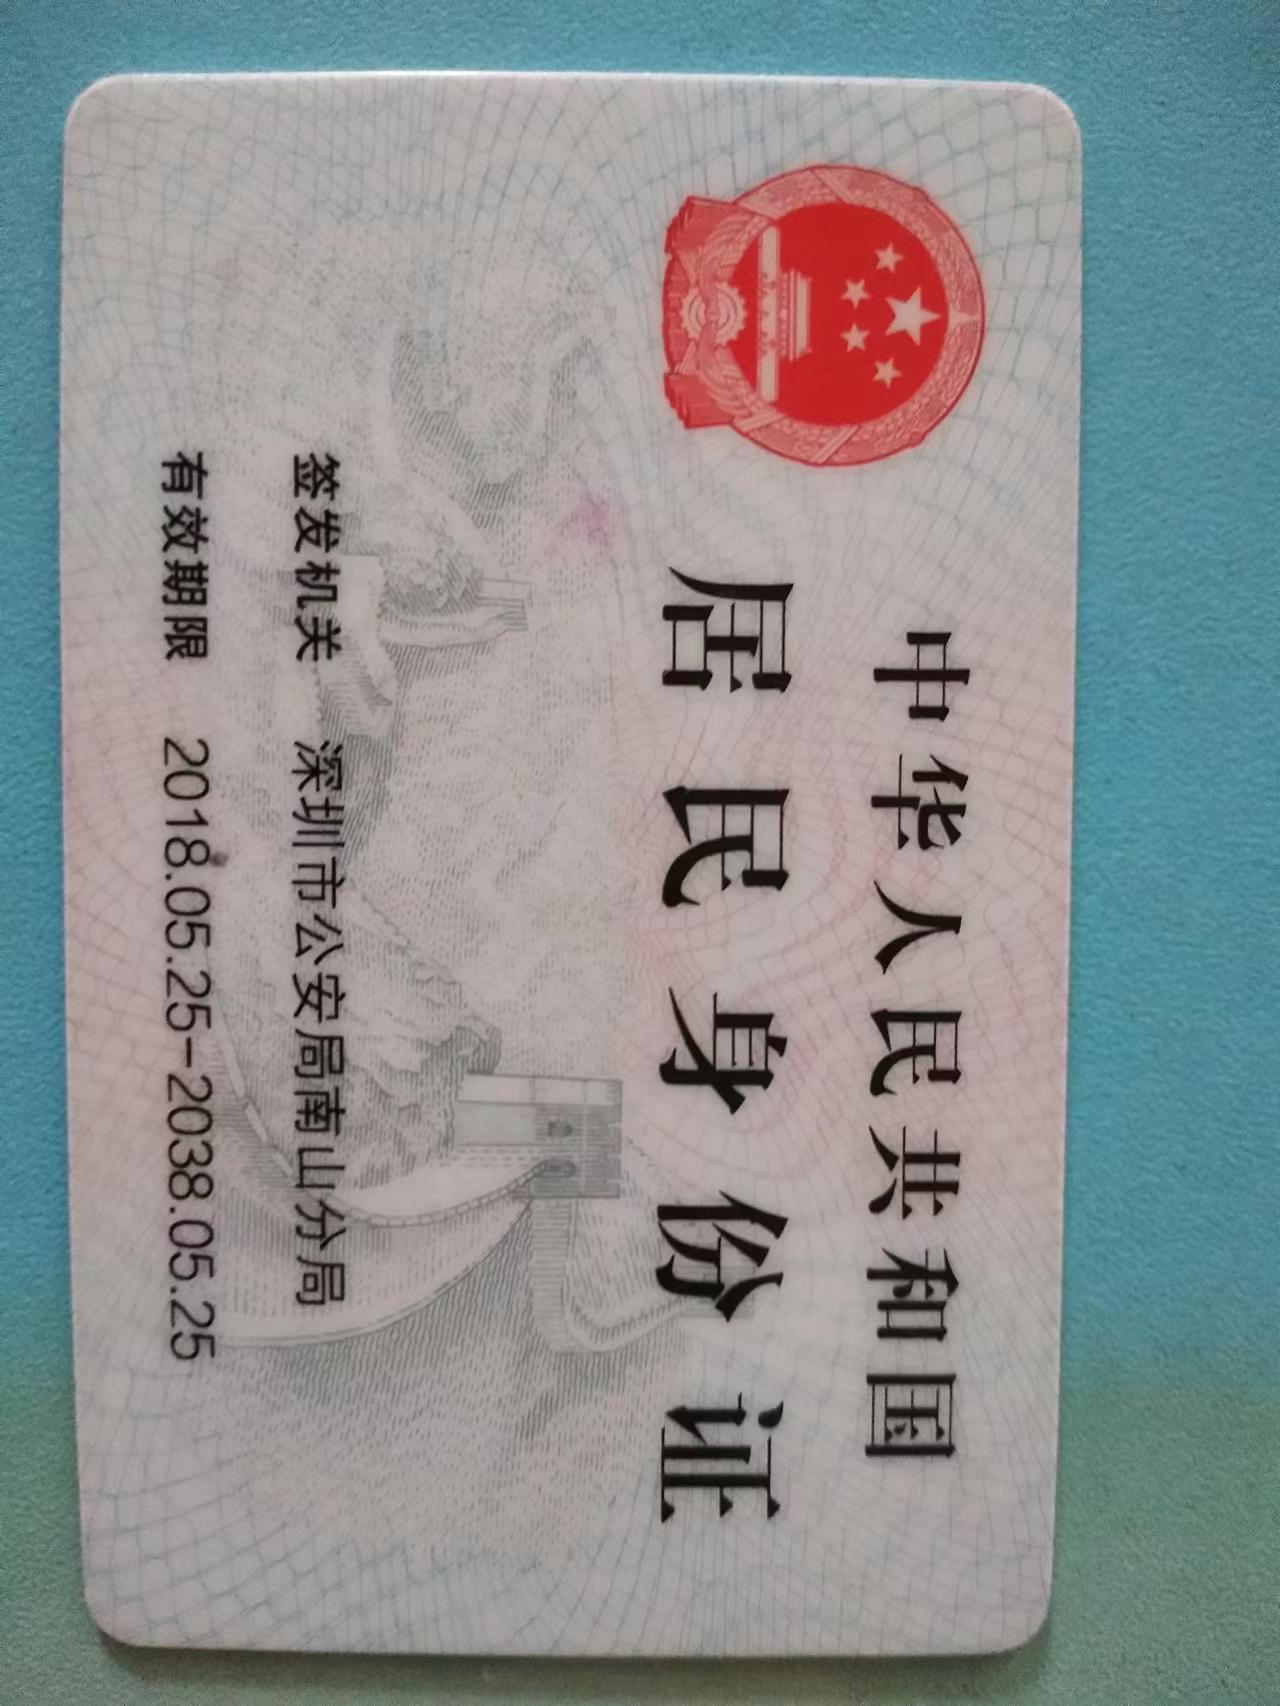 中华人民共和国
居民身份证
签发机关 深圳市公安局南山分局
有效期限 2018.05.25-2038.05.25